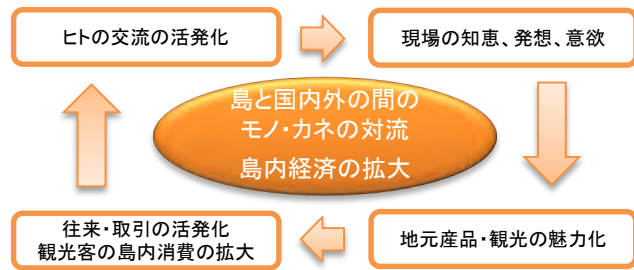 ヒトの交流の活発化
現場の知恵、発想、意欲
島と国内外の間の
モノ・カネの対流
島内経済の拡大
往来・取引の活発化
観光客の島内消費の拡大
地元産品・観光の魅力化